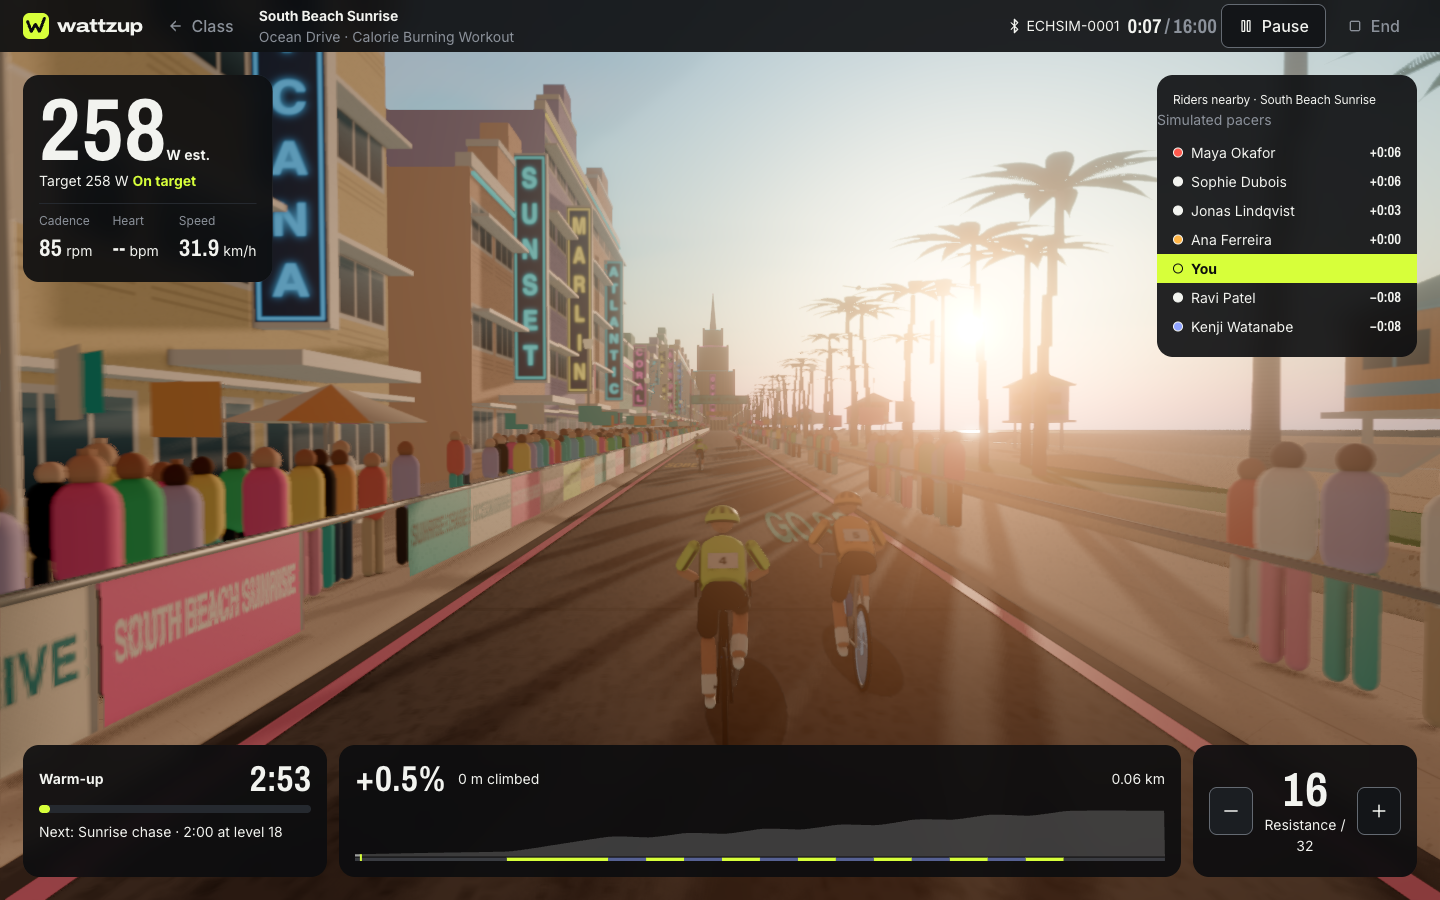 wattzup
Class
South Beach Sunrise
Ocean Drive · Calorie Burning Workout
ECHSIM-0001
0:07 / 16:00
Pause
End
258 W est.
Target 258 W On target
Cadence Heart Speed
85 rpm -- bpm 31.9 km/h
Riders nearby · South Beach Sunrise
Simulated pacers
Maya Okafor +0:06
Sophie Dubois +0:06
Jonas Lindqvist +0:03
Ana Ferreira +0:00
You
Ravi Patel −0:08
Kenji Watanabe −0:08
CANA
SUNSET
MARLIN
ATLANTIC
CORAL
GO
4
SOUTH BEACH SUNRISE
IVE
Warm-up 2:53
Next: Sunrise chase · 2:00 at level 18
+0.5% 0 m climbed 0.06 km
−
16
+
Resistance /
32